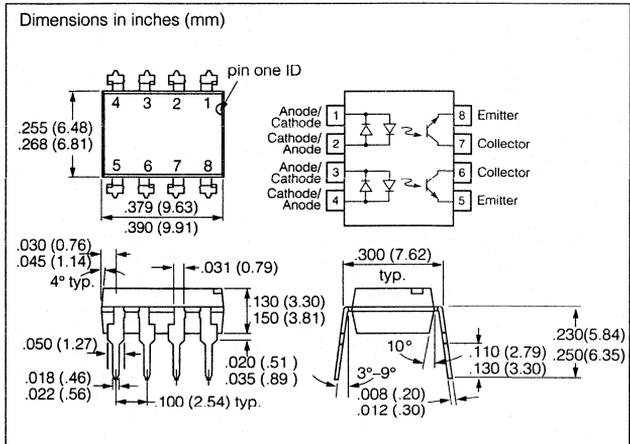 Dimensions in inches (mm)
pin one ID
4 3 2 1
.255 (6.48)
.268 (6.81)
5 6 7 8
.379 (9.63)
.390 (9.91)
Anode/
Cathode
1
Cathode/
Anode
2
Anode/
Cathode
3
Cathode/
Anode
4
8 Emitter
7 Collector
6 Collector
5 Emitter
.030 (0.76)
.045 (1.14)
4° typ.
.031 (0.79)
.130 (3.30)
.150 (3.81)
.050 (1.27)
.020 (.51)
.035 (.89)
.018 (.46)
.022 (.56)
.100 (2.54) typ.
.300 (7.62)
typ.
10°
3°–9°
.008 (.20)
.012 (.30)
.110 (2.79)
.130 (3.30)
.230(5.84)
.250(6.35)